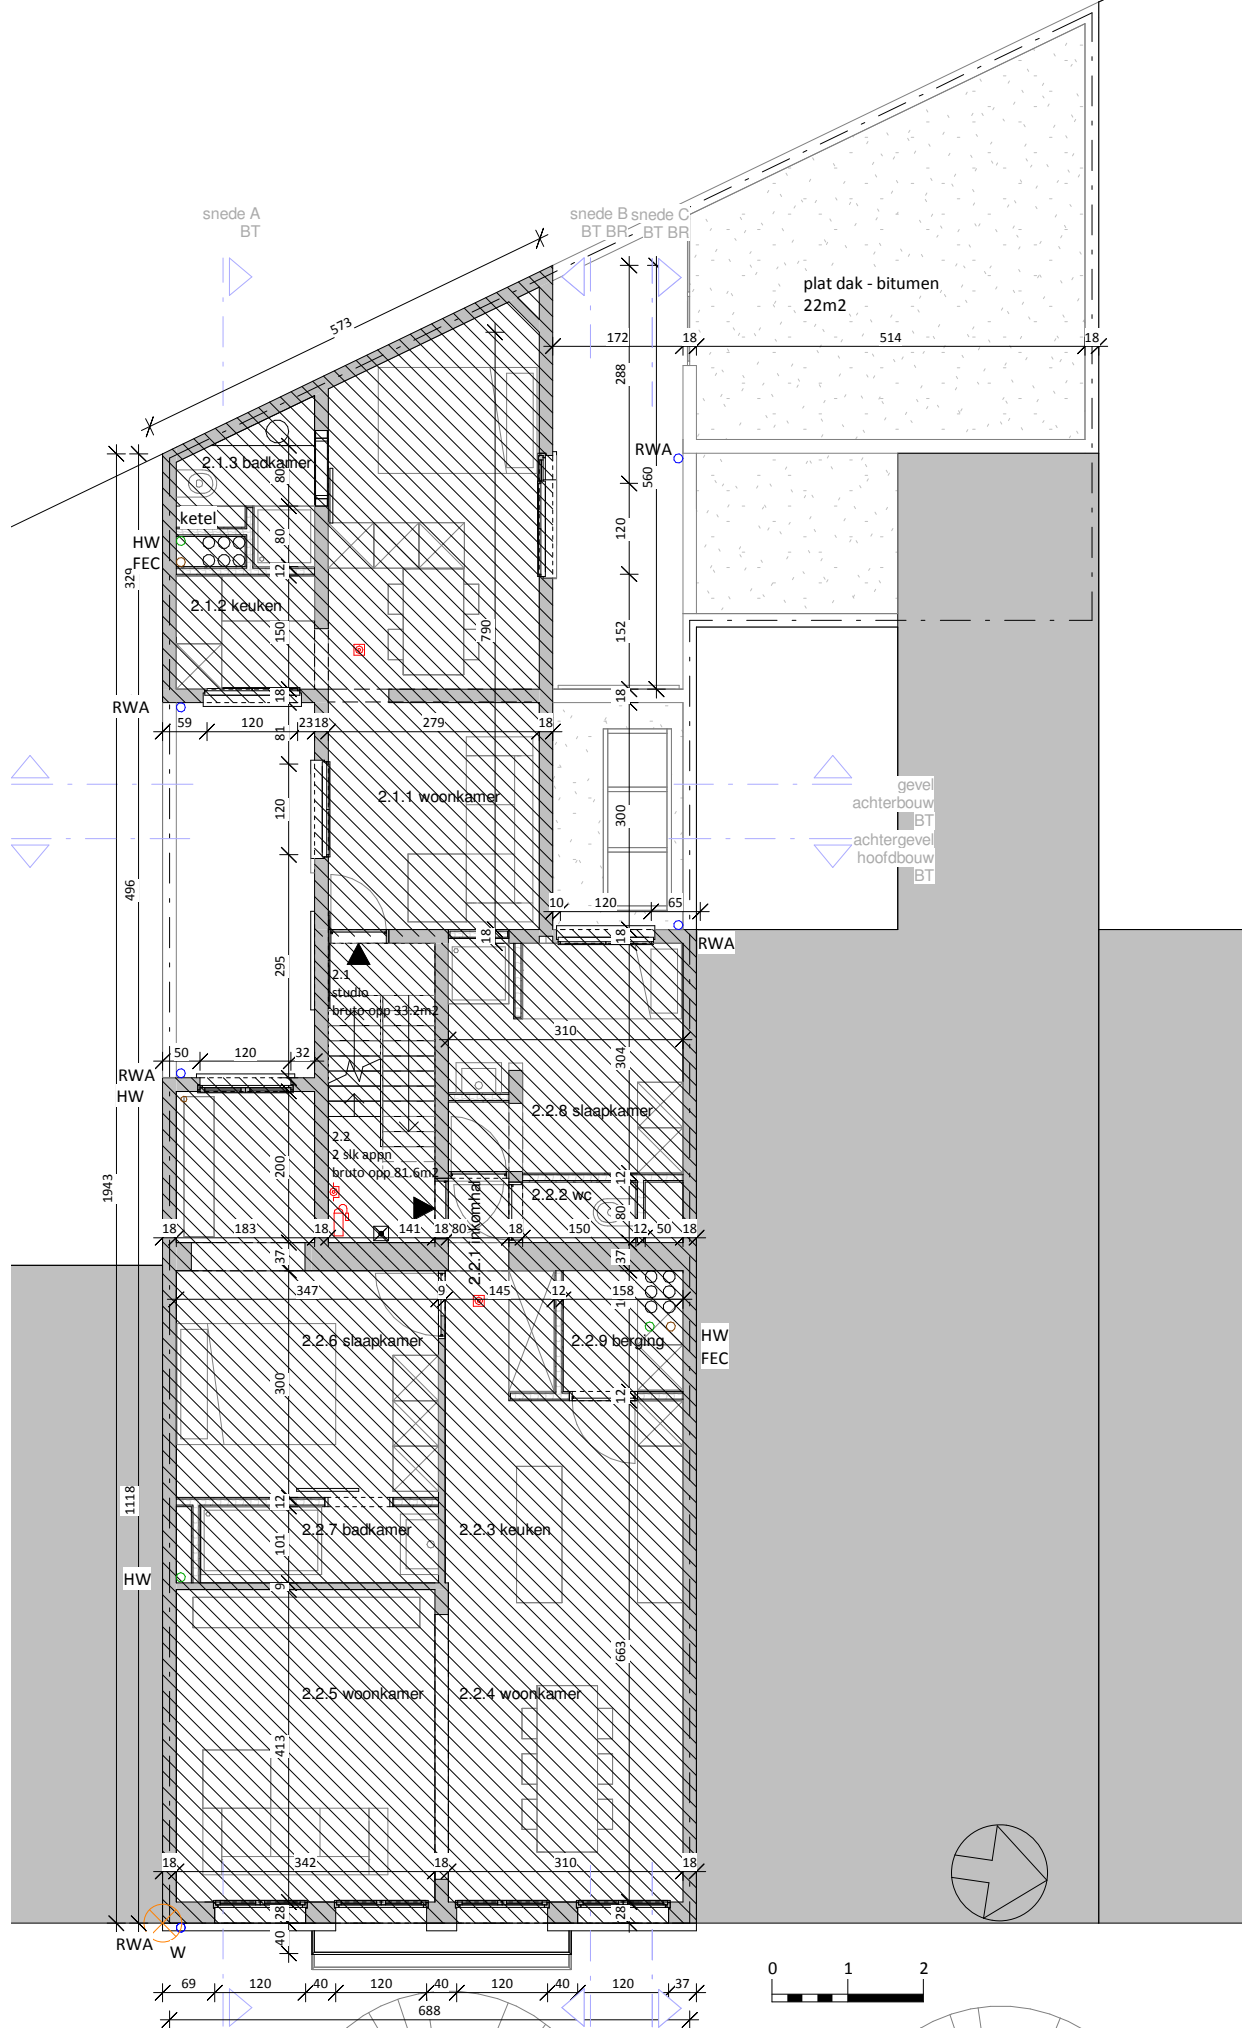 snede A
BT
snede B
BT BR
snede C
BT BR
573
plat dak - bitumen
22m2
172
18
514
18
288
RWA
560
2.1.3 badkamer
80
ketel
HW
FEC
80
12
329
120
2.1.2 keuken
150
790
152
18
18
RWA
59
120
23
18
279
18
81
2.1.1 woonkamer
120
300
gevel
achterbouw
BT
achtergevel
hoofdbouw
BT
496
10
120
65
18
18
RWA
295
2.1
studio
bruto opp 33.2m2
310
50
120
32
304
RWA
HW
2.2.8 slaapkamer
2.2
2 slk appn
bruto opp 81.6m2
200
12
1943
2.2.2 wc
80
2.2.1 inkomhal
18
183
18
141
18
80
18
150
12
50
18
37
37
347
9
145
12
158
2.2.6 slaapkamer
2.2.9 berging
HW
FEC
300
12
1118
12
2.2.7 badkamer
2.2.3 keuken
101
HW
9
663
2.2.5 woonkamer
2.2.4 woonkamer
413
18
342
18
310
18
28
28
40
RWA
W
69
120
40
120
40
120
40
120
37
688
0
1
2